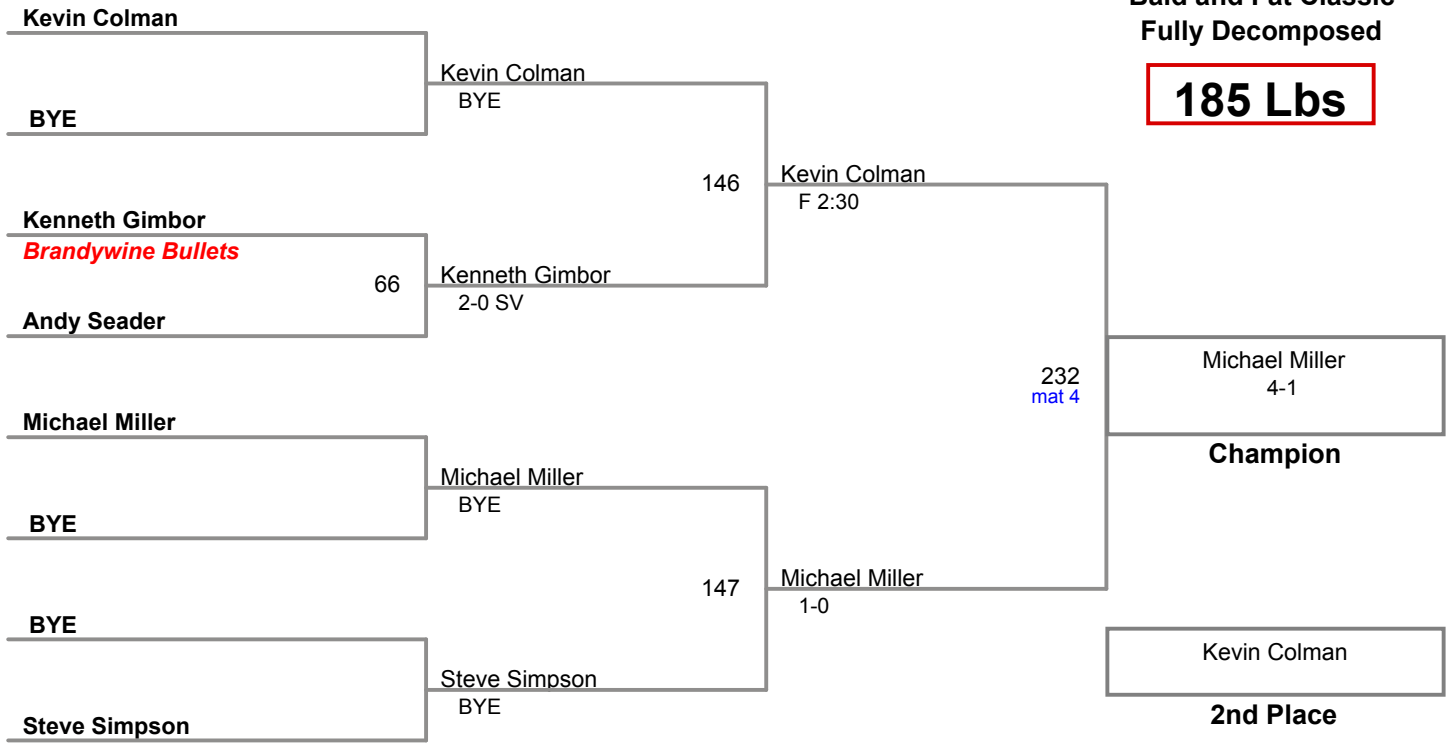 Bald and Fat Classic
Fully Decomposed
185 Lbs
Kevin Colman
BYE
Kevin Colman
BYE
Kenneth Gimbor
Brandywine Bullets
Andy Seader
66
Kenneth Gimbor
2-0 SV
146
Kevin Colman
F 2:30
Michael Miller
BYE
Michael Miller
BYE
BYE
Steve Simpson
Steve Simpson
BYE
147
Michael Miller
1-0
232
mat 4
Michael Miller
4-1
Champion
Kevin Colman
2nd Place